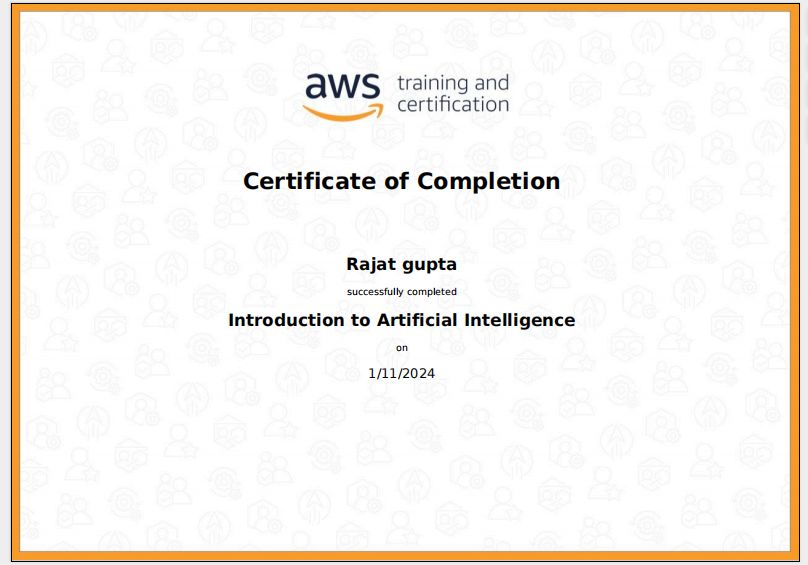 aws training and
certification
Certificate of Completion
Rajat gupta
successfully completed
Introduction to Artificial Intelligence
on
1/11/2024